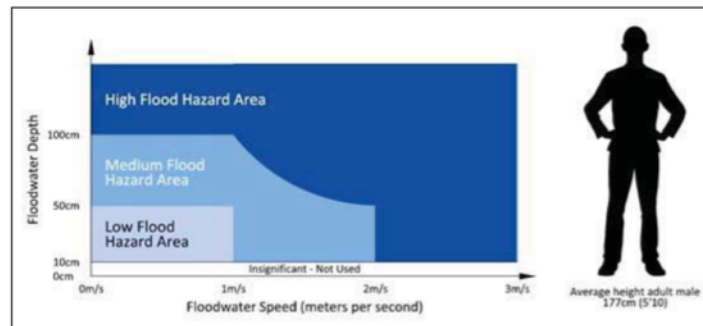 Floodwater Depth
100cm
50cm
10cm
0cm
High Flood Hazard Area
Medium Flood
Hazard Area
Low Flood
Hazard Area
Insignificant - Not Used
0m/s
1m/s
2m/s
3m/s
Floodwater Speed (meters per second)
Average height adult male
177cm (5'10)